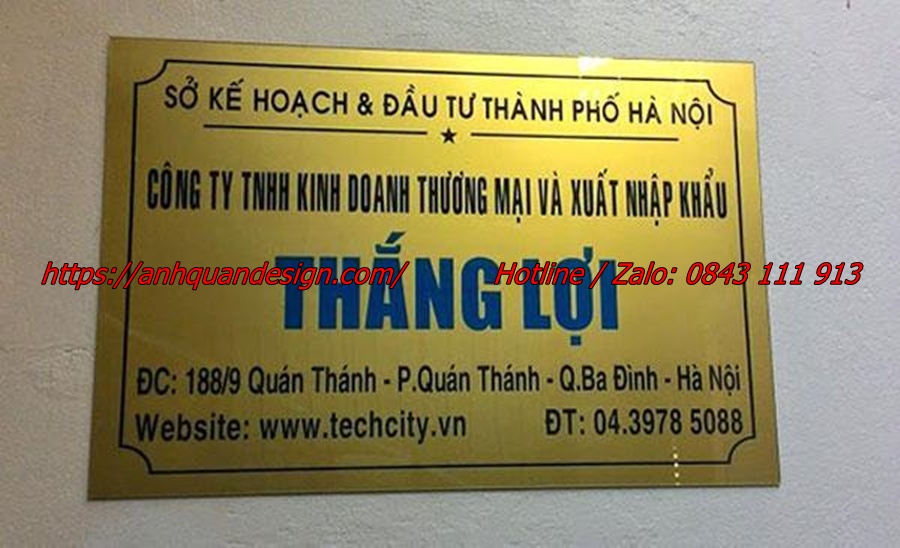 SỞ KẾ HOẠCH & ĐẦU TƯ THÀNH PHỐ HÀ NỘI
CÔNG TY TNHH KINH DOANH THƯƠNG MẠI VÀ XUẤT NHẬP KHẨU
https://anhquandesign.com/ Hotline / Zalo: 0843 111 913
THẮNG LỢI
ĐC: 188/9 Quán Thánh - P.Quán Thánh - Q.Ba Đình - Hà Nội
Website: www.techcity.vn ĐT: 04.3978 5088